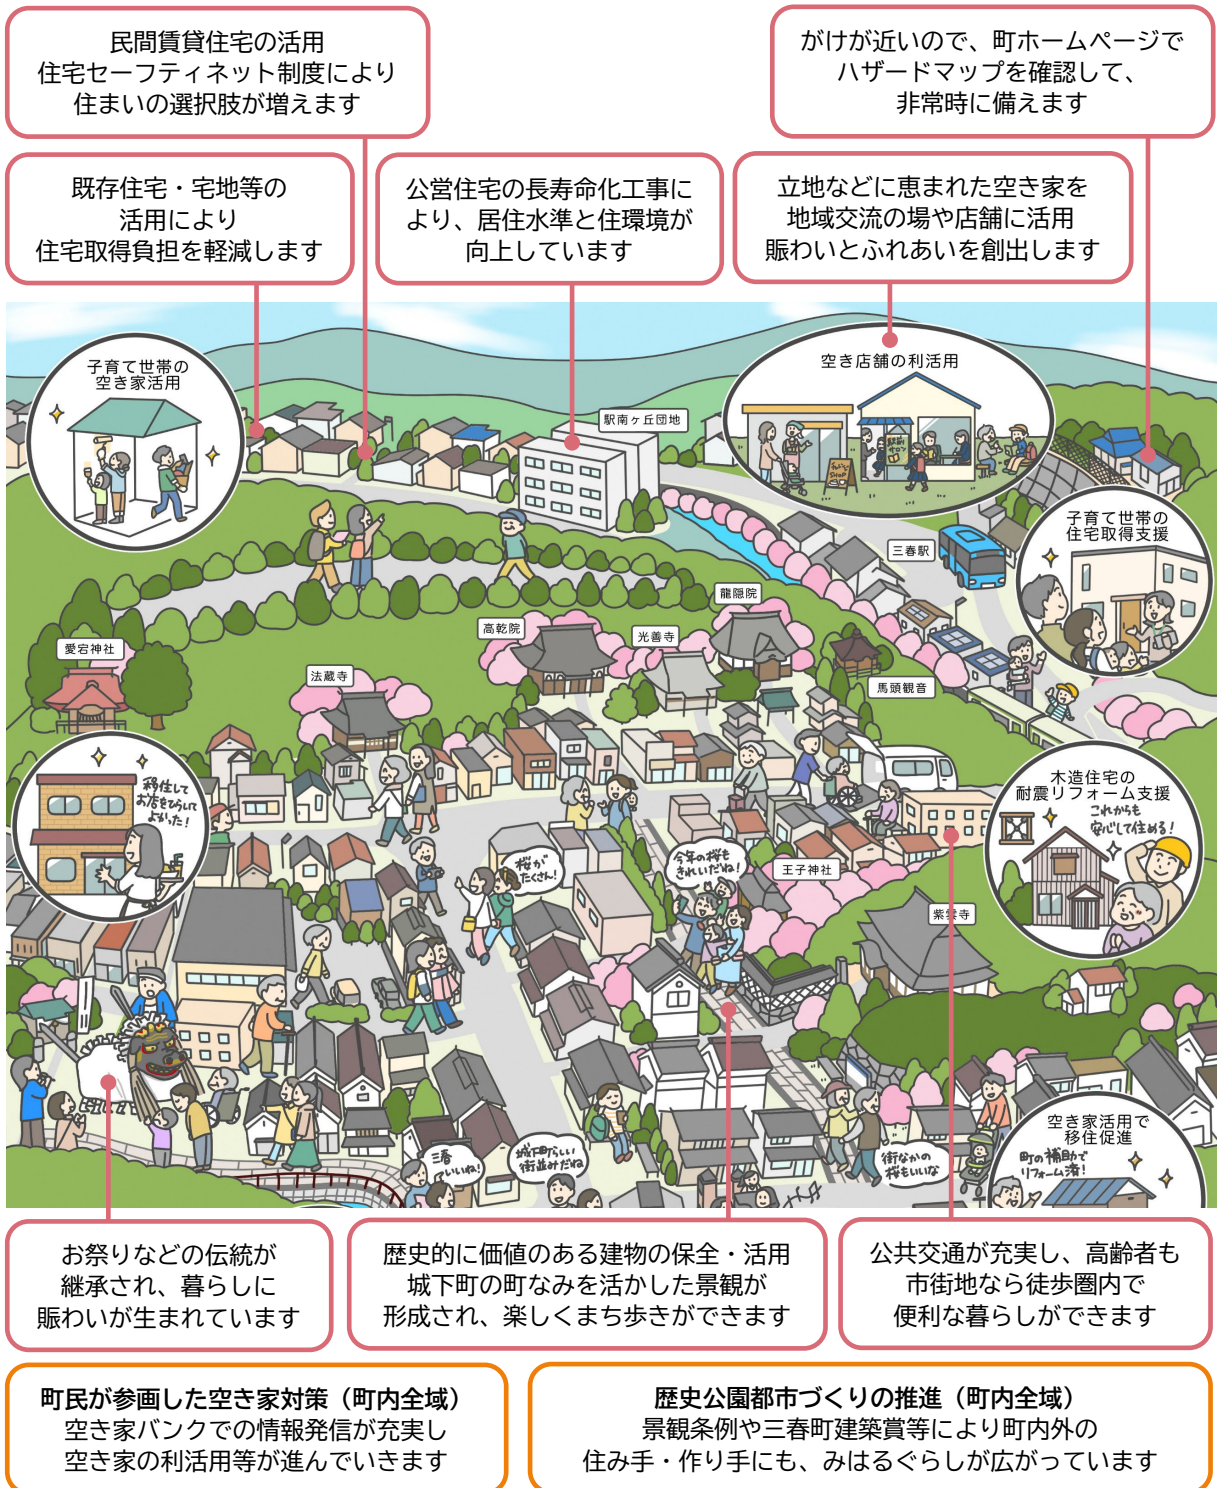 民間賃貸住宅の活用
住宅セーフティネット制度により
住まいの選択肢が増えます
がけが近いので、町ホームページで
ハザードマップを確認して、
非常時に備えます
既存住宅・宅地等の
活用により
住宅取得負担を軽減します
公営住宅の長寿命化工事に
より、居住水準と住環境が
向上しています
立地などに恵まれた空き家を
地域交流の場や店舗に活用
賑わいとふれあいを創出します
子育て世帯の
空き家活用
駅南ヶ丘団地
空き店舗の利活用
駅前
サロン
SHOP
三春駅
子育て世帯の
住宅取得支援
龍隠院
高乾院
光善寺
愛宕神社
法蔵寺
馬頭観音
移住して
お店をひらいて
よかった!
木造住宅の
耐震リフォーム支援
これからも
安心して住める!
桜が
たくさん!
今年の桜も
きれいだね!
王子神社
紫雲寺
三春
いいね!
城下町らしい
街並みだね
街なかの
桜もいいな
空き家活用で
移住促進
町の補助で
リフォーム済!
お祭りなどの伝統が
継承され、暮らしに
賑わいが生まれています
歴史的に価値のある建物の保全・活用
城下町の町なみを活かした景観が
形成され、楽しくまち歩きができます
公共交通が充実し、高齢者も
市街地なら徒歩圏内で
便利な暮らしができます
町民が参画した空き家対策（町内全域）
空き家バンクでの情報発信が充実し
空き家の利活用等が進んでいきます
歴史公園都市づくりの推進（町内全域）
景観条例や三春町建築賞等により町内外の
住み手・作り手にも、みはるぐらしが広がっています